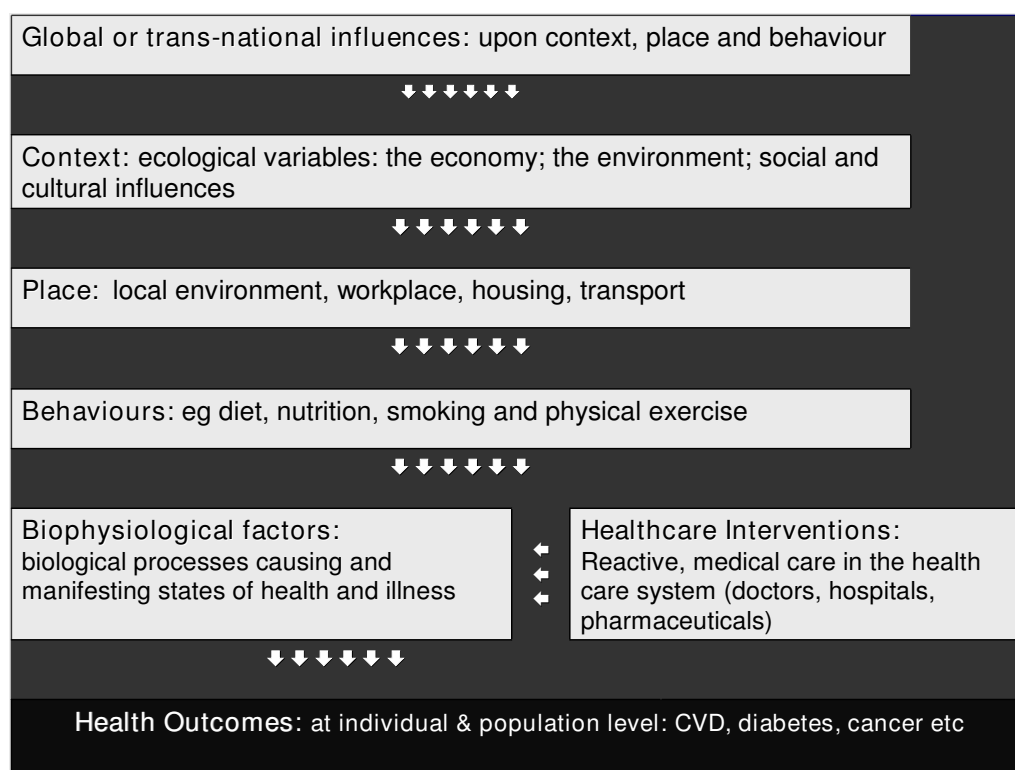 Global or trans-national influences: upon context, place and behaviour
Context: ecological variables: the economy; the environment; social and
cultural influences
Place: local environment, workplace, housing, transport
Behaviours: eg diet, nutrition, smoking and physical exercise
Biophysiological factors:
biological processes causing and
manifesting states of health and illness
Healthcare Interventions:
Reactive, medical care in the health
care system (doctors, hospitals,
pharmaceuticals)
Health Outcomes: at individual & population level: CVD, diabetes, cancer etc